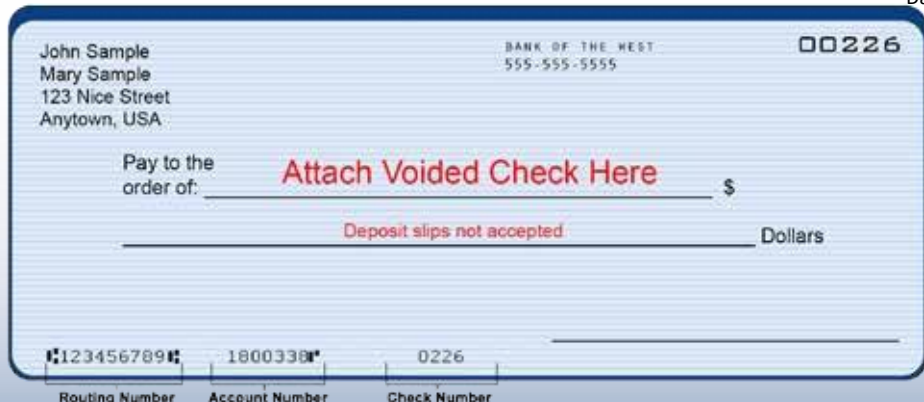 John Sample
Mary Sample
123 Nice Street
Anytown, USA
BANK OF THE WEST
555-555-5555
00226
Pay to the
order of:
Attach Voided Check Here
$
Deposit slips not accepted
Dollars
⑆123456789⑆ 1800338⑈ 0226
Routing Number Account Number Check Number